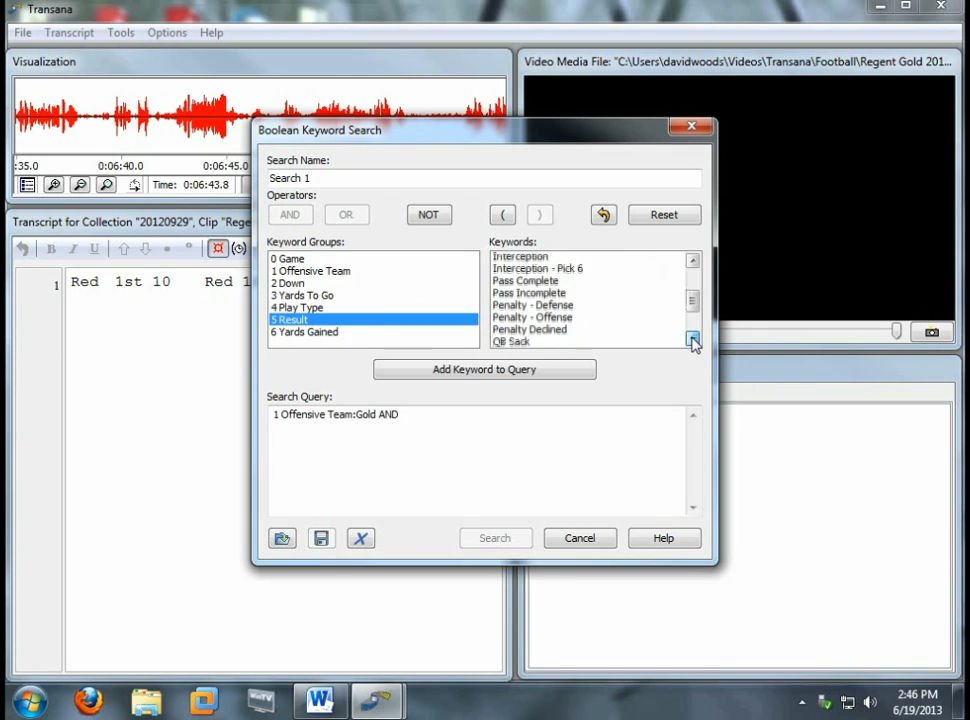 Transana
File Transcript Tools Options Help
Visualization
:35.0 0:06:40.0 0:06:45.0
Time: 0:06:43.8
Video Media File: "C:\Users\davidwoods\Videos\Transana\Football\Regent Gold 201...
Transcript for Collection "20120929", Clip "Rege
B I U
1 Red 1st 10 Red 1
Boolean Keyword Search
Search Name:
Search 1
Operators:
AND OR NOT ( ) Reset
Keyword Groups:
0 Game
1 Offensive Team
2 Down
3 Yards To Go
4 Play Type
5 Result
6 Yards Gained
Keywords:
Interception
Interception - Pick 6
Pass Complete
Pass Incomplete
Penalty - Defense
Penalty - Offense
Penalty Declined
QB Sack
Add Keyword to Query
Search Query:
1 Offensive Team:Gold AND
Search Cancel Help
WinTV
2:46 PM
6/19/2013